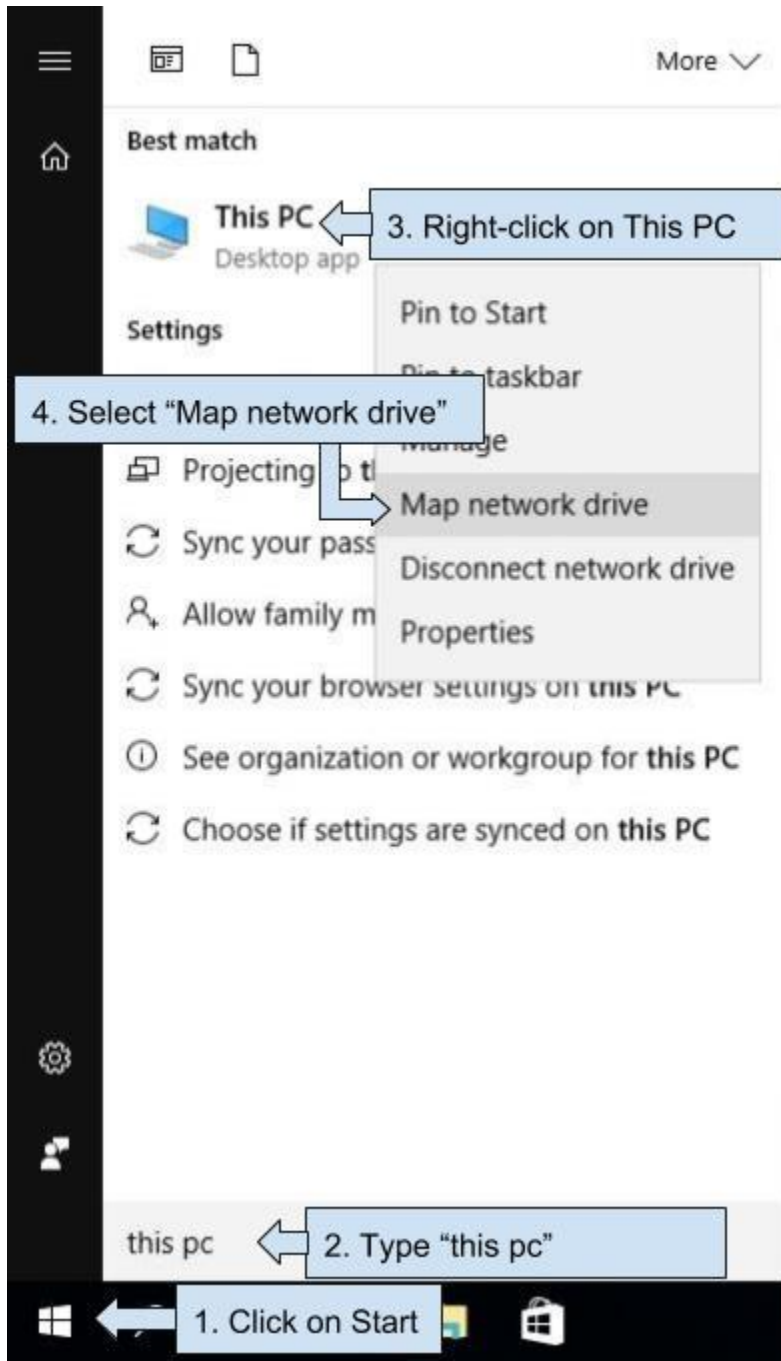 More
Best match
This PC
3. Right-click on This PC
Desktop app
Pin to Start
Settings
taskbar
4. Select “Map network drive”
Manage
Projecting
Map network drive
Sync your pass
Disconnect network drive
Allow family m
Properties
Sync your browser settings on this PC
See organization or workgroup for this PC
Choose if settings are synced on this PC
this pc
2. Type “this pc”
1. Click on Start